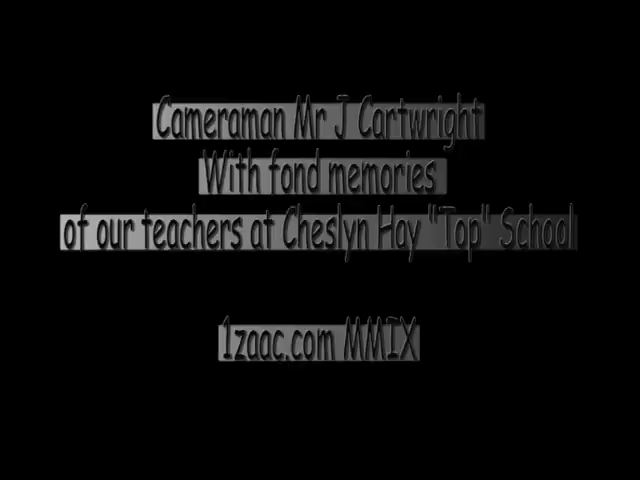 Cameraman Mr J Cartwright
With fond memories
of our teachers at Cheslyn Hay "Top" School
1zaac.com MMIX